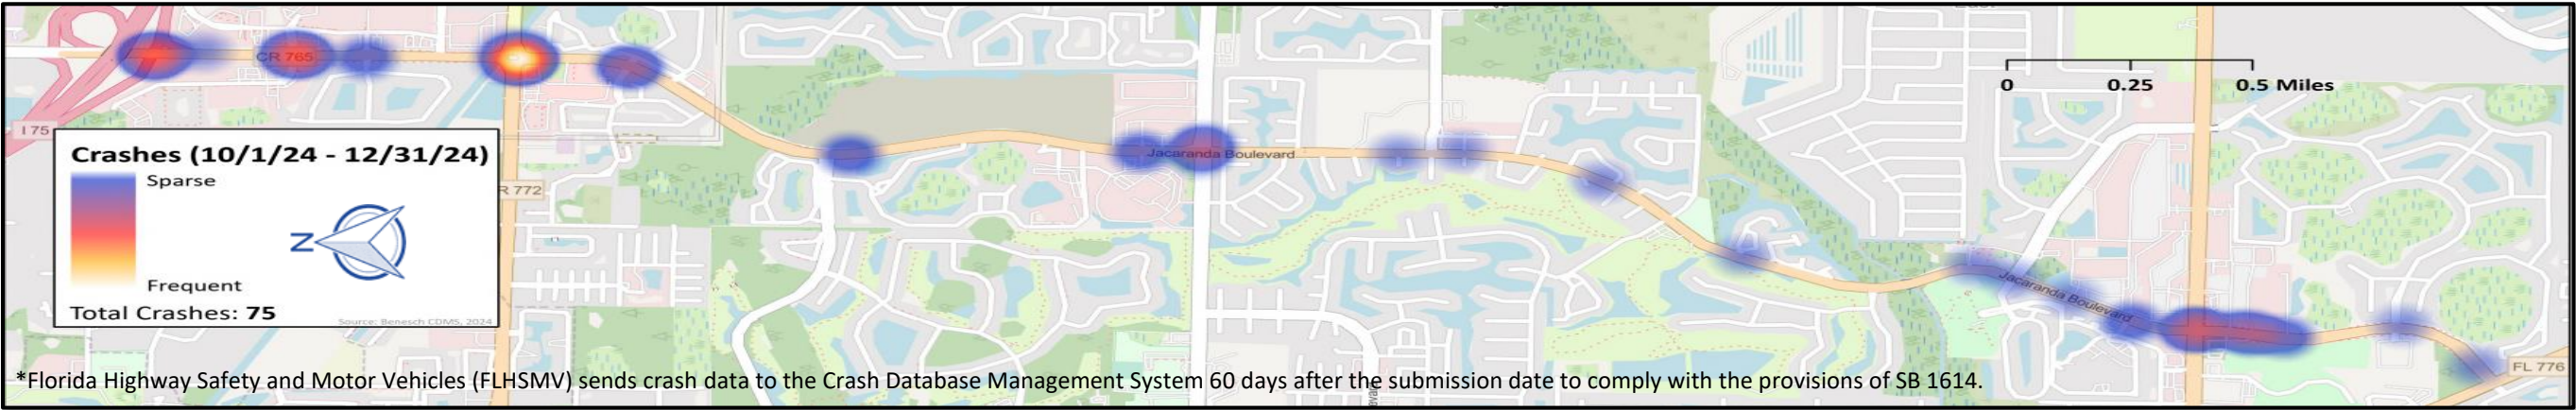 CR 765
0 0.25 0.5 Miles
I 75
Crashes (10/1/24 - 12/31/24)
Sparse
Frequent
Z
Total Crashes: 75
Source: Benesch CDMS, 2024
R 772
Jacaranda Boulevard
Jacaranda Boulevard
FL 776
*Florida Highway Safety and Motor Vehicles (FLHSMV) sends crash data to the Crash Database Management System 60 days after the submission date to comply with the provisions of SB 1614.